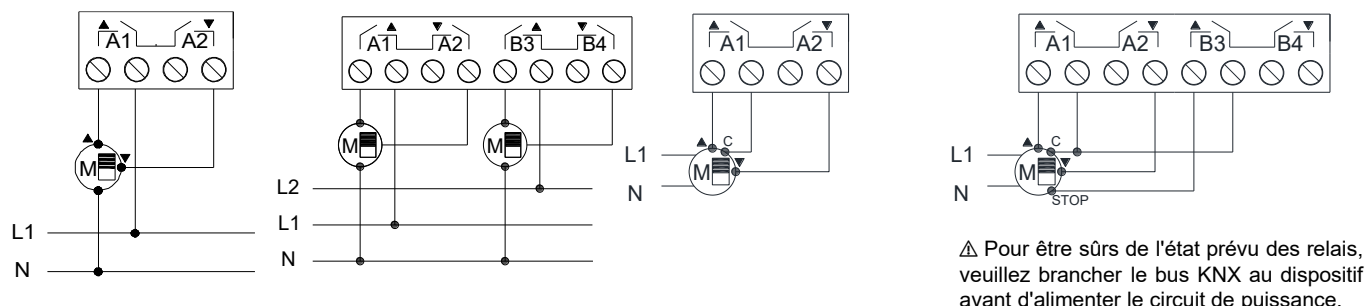 A1 A2
M
L1
N
A1 A2 B3 B4
M M
L2
L1
N
A1 A2
C
L1
M
N
A1 A2 B3 B4
C
L1
M
N
STOP
⚠ Pour être sûrs de l'état prévu des relais,
veuillez brancher le bus KNX au dispositif
avant d'alimenter le circuit de puissance.